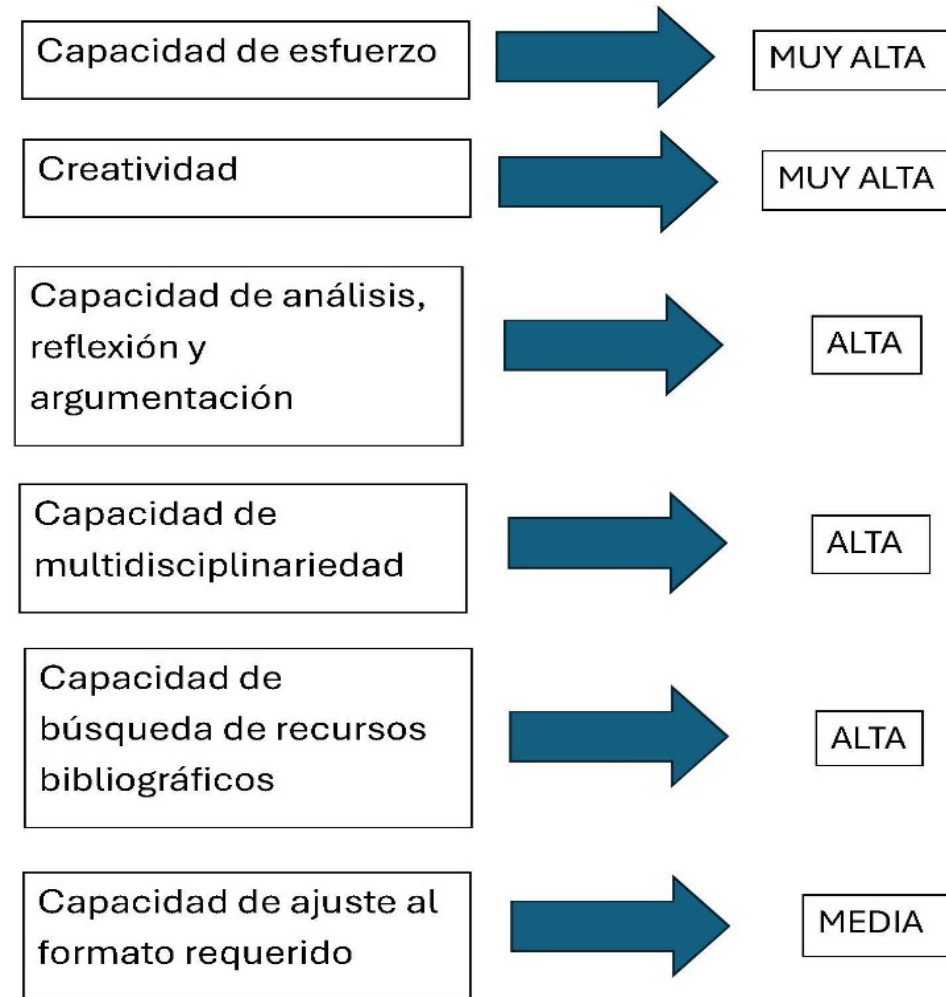 Capacidad de esfuerzo
MUY ALTA
Creatividad
MUY ALTA
Capacidad de análisis,
reflexión y
argumentación
ALTA
Capacidad de
multidisciplinariedad
ALTA
Capacidad de
búsqueda de recursos
bibliográficos
ALTA
Capacidad de ajuste al
formato requerido
MEDIA